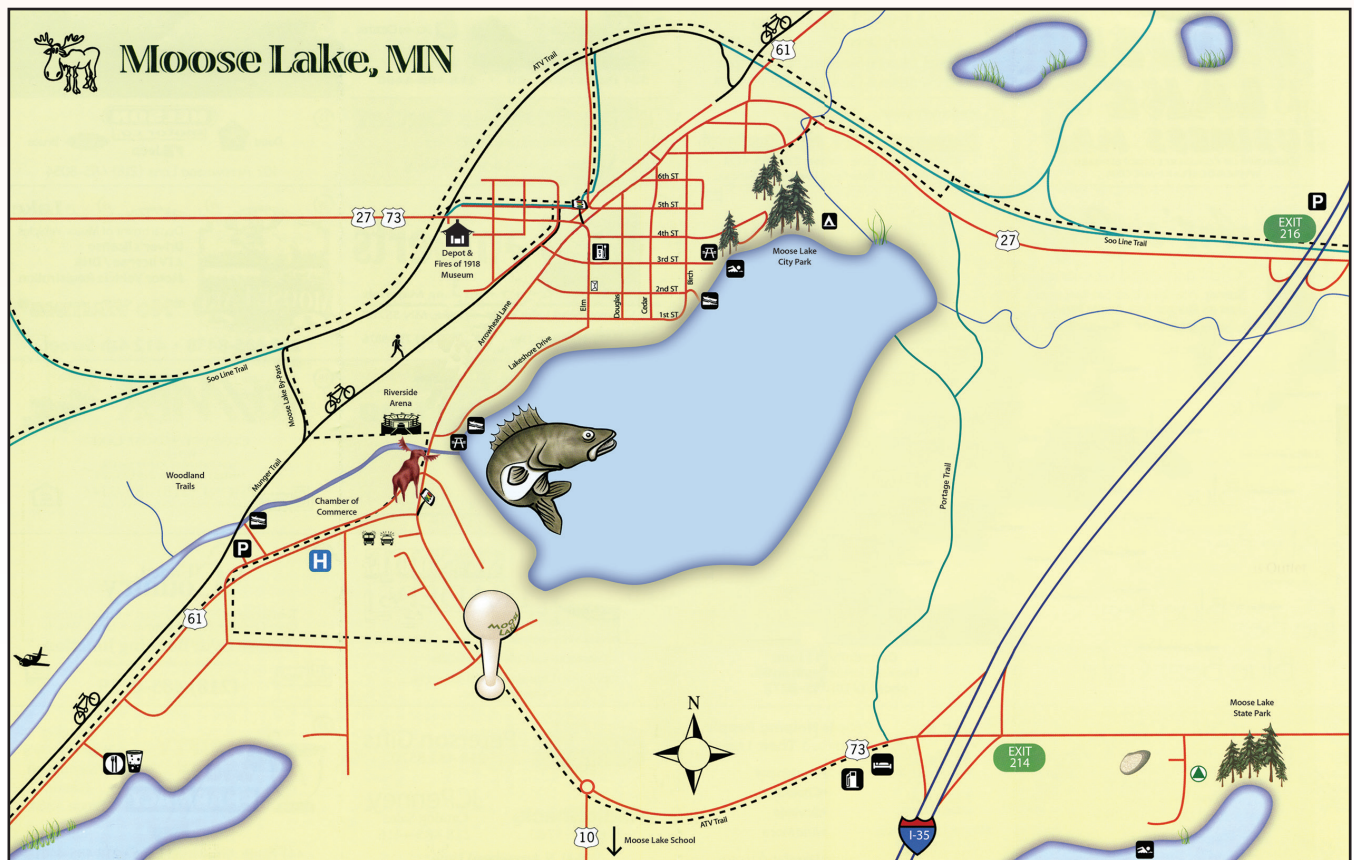 Moose Lake, MN
ATV Trail
61
27
73
6th ST
5th ST
4th ST
3rd ST
2nd ST
1st ST
Elm
Douglas
Cedar
Birch
Depot &
Fires of 1918
Museum
Moose Lake
City Park
27
Soo Line Trail
P
EXIT
216
Arrowhead Lane
Lakeshore Drive
Soo Line Trail
Moose Lake By-Pass
Riverside
Arena
Munger Trail
Woodland
Trails
Chamber of
Commerce
P
H
61
Portage Trail
MOOSE
LAKE
N
73
EXIT
214
Moose Lake
State Park
I-35
10
Moose Lake School
ATV Trail